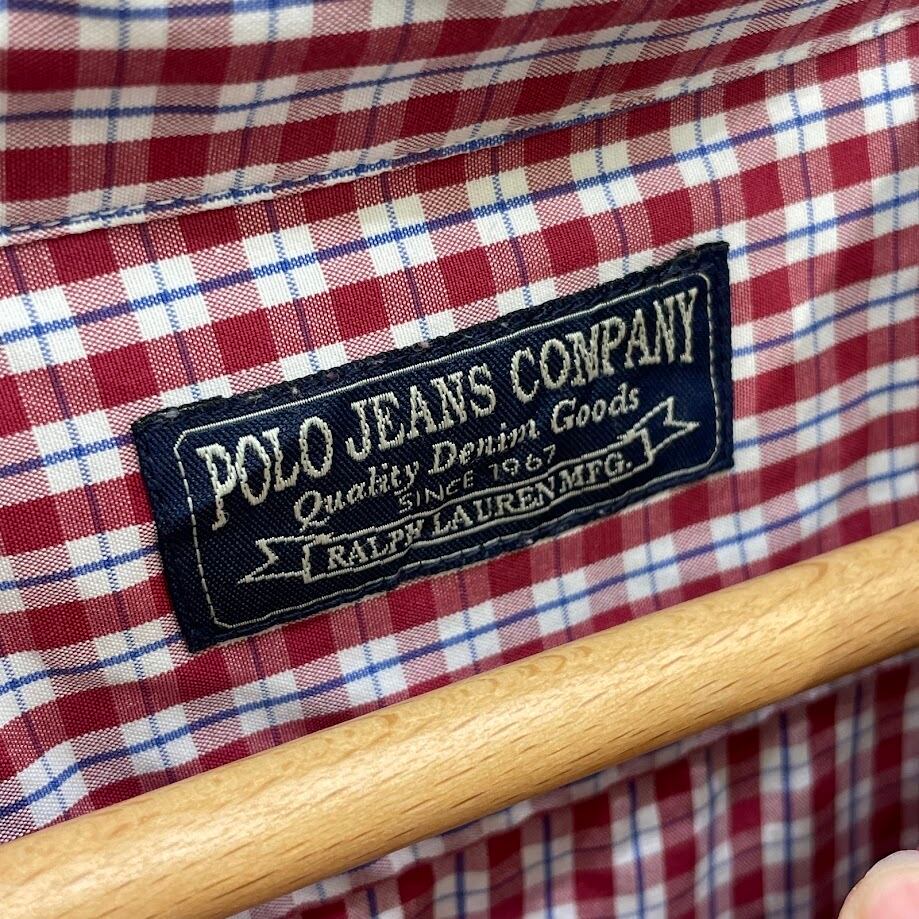 POLO JEANS COMPANY
Quality Denim Goods
SINCE 1967
RALPH LAUREN MFG.